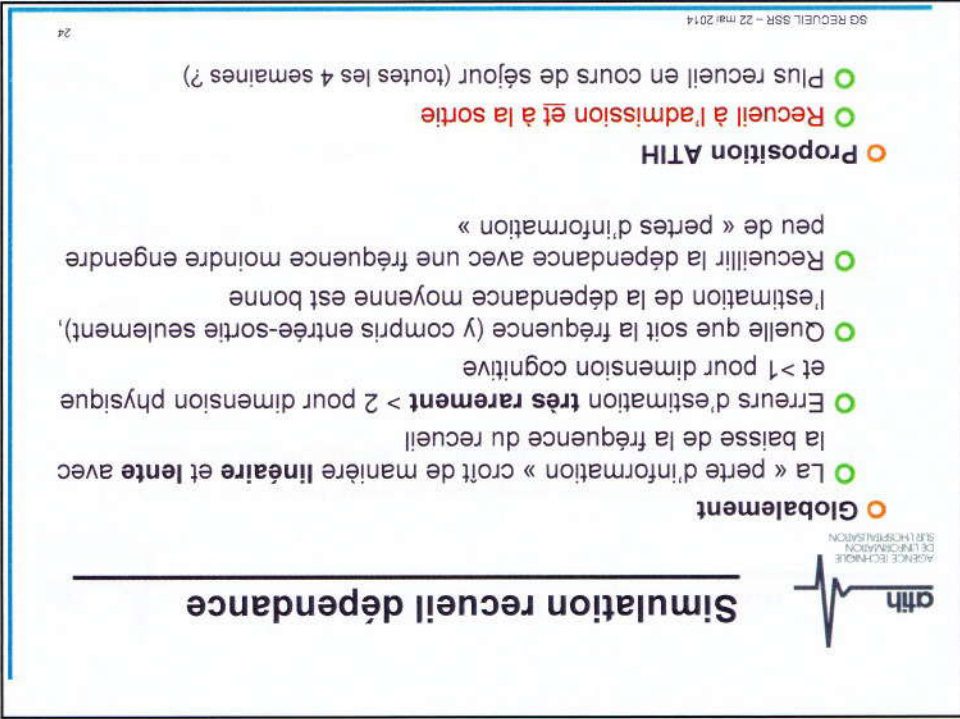 atih
AGENCE TECHNIQUE
DE L'INFORMATION
SUR L'HOSPITALISATION
Simulation recueil dépendance
Globalement
La « perte d'information » croît de manière linéaire et lente avec
la baisse de la fréquence du recueil
Erreurs d'estimation très rarement > 2 pour dimension physique
et >1 pour dimension cognitive
Quelle que soit la fréquence (y compris entrée-sortie seulement),
l'estimation de la dépendance moyenne est bonne
Recueillir la dépendance avec une fréquence moindre engendre
peu de « pertes d'information »
Proposition ATIH
Recueil à l'admission et à la sortie
Plus recueil en cours de séjour (toutes les 4 semaines ?)
SG RECUEIL SSR – 22 mai 2014
24